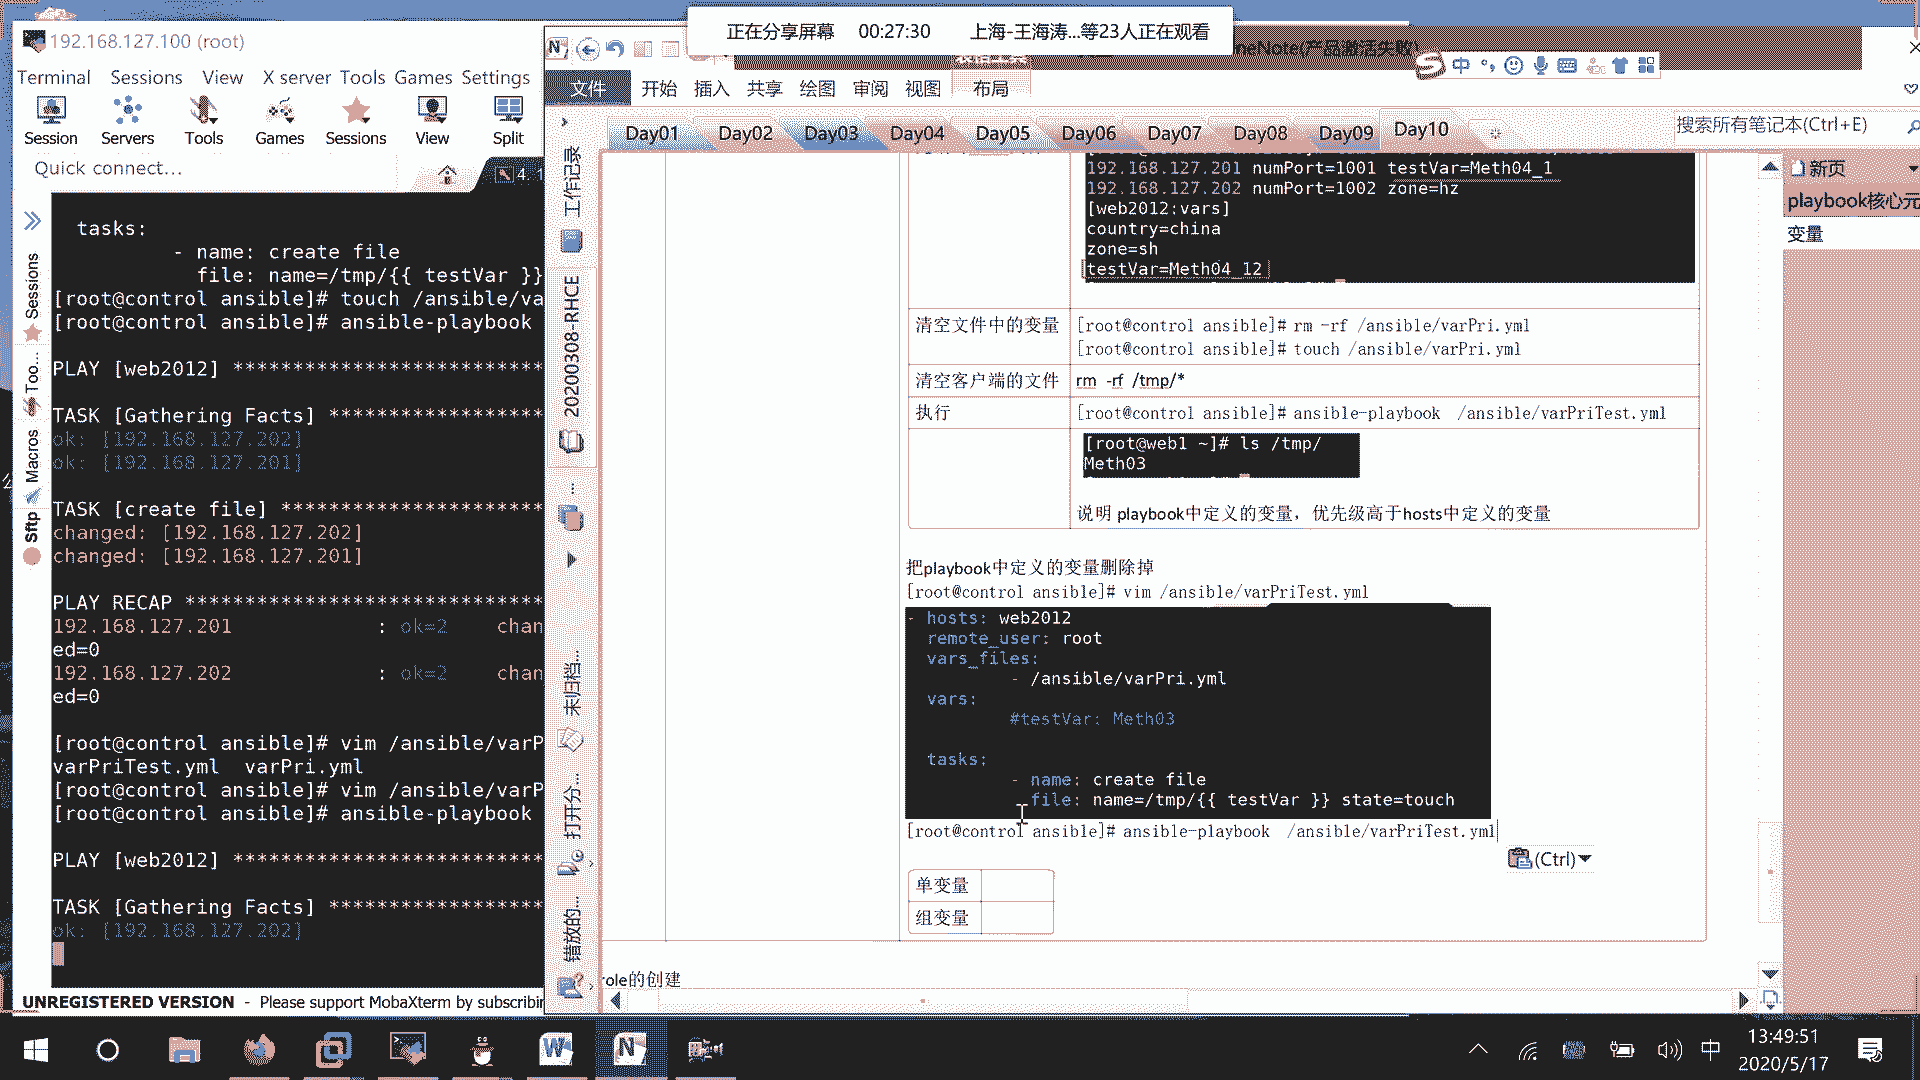 正在分享屏幕 00:27:30 上海-王海涛...等23人正在观看
192.168.127.100 (root)
Terminal Sessions View X server Tools Games Settings
Session Servers Tools Games Sessions View Split
Quick connect...
Sessions
Too...
Macros
Sftp
tasks:
- name: create file
file: name=/tmp/{{ testVar }}
[root@control ansible]# touch /ansible/va
[root@control ansible]# ansible-playbook
PLAY [web2012] ******************************
TASK [Gathering Facts] **********************
ok: [192.168.127.202]
ok: [192.168.127.201]
TASK [create file] **************************
changed: [192.168.127.202]
changed: [192.168.127.201]
PLAY RECAP **********************************
192.168.127.201 : ok=2 chan
ed=0
192.168.127.202 : ok=2 chan
ed=0
[root@control ansible]# vim /ansible/varP
varPriTest.yml varPri.yml
[root@control ansible]# vim /ansible/varP
[root@control ansible]# ansible-playbook
PLAY [web2012] ******************************
TASK [Gathering Facts] **********************
ok: [192.168.127.202]
UNREGISTERED VERSION - Please support MobaXterm by subscribin
neNote(产品激活失败)
中
文件 开始 插入 共享 绘图 审阅 视图 布局
Day01 Day02 Day03 Day04 Day05 Day06 Day07 Day08 Day09 Day10
搜索所有笔记本(Ctrl+E)
工作记录
20200308-RHCE
...
未归档...
打开分...
错放的...
新页
playbook核心元
变量
192.168.127.201 numPort=1001 testVar=Meth04_1
192.168.127.202 numPort=1002 zone=hz
[web2012:vars]
country=china
zone=sh
testVar=Meth04_12
清空文件中的变量 [root@control ansible]# rm -rf /ansible/varPri.yml
[root@control ansible]# touch /ansible/varPri.yml
清空客户端的文件 rm -rf /tmp/*
执行 [root@control ansible]# ansible-playbook /ansible/varPriTest.yml
[root@web1 ~]# ls /tmp/
Meth03
说明 playbook中定义的变量，优先级高于hosts中定义的变量
把playbook中定义的变量删除掉
[root@control ansible]# vim /ansible/varPriTest.yml
- hosts: web2012
remote_user: root
vars_files:
- /ansible/varPri.yml
vars:
#testVar: Meth03
tasks:
- name: create file
file: name=/tmp/{{ testVar }} state=touch
[root@control ansible]# ansible-playbook /ansible/varPriTest.yml
(Ctrl)
单变量
组变量
role的创建
中
13:49:51
2020/5/17